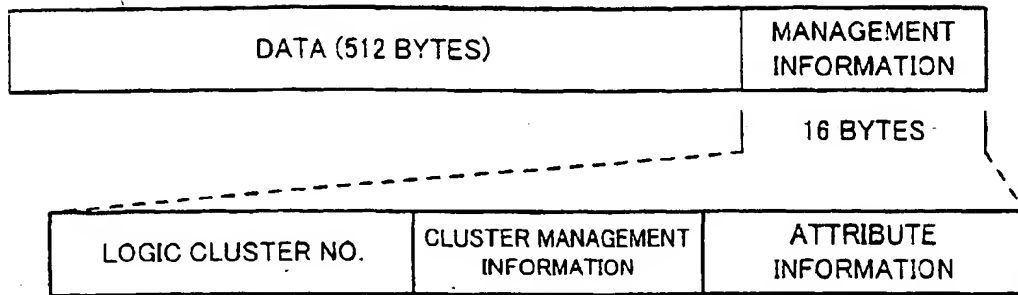 DATA (512 BYTES)
MANAGEMENT
INFORMATION
16 BYTES
LOGIC CLUSTER NO.
CLUSTER MANAGEMENT
INFORMATION
ATTRIBUTE
INFORMATION